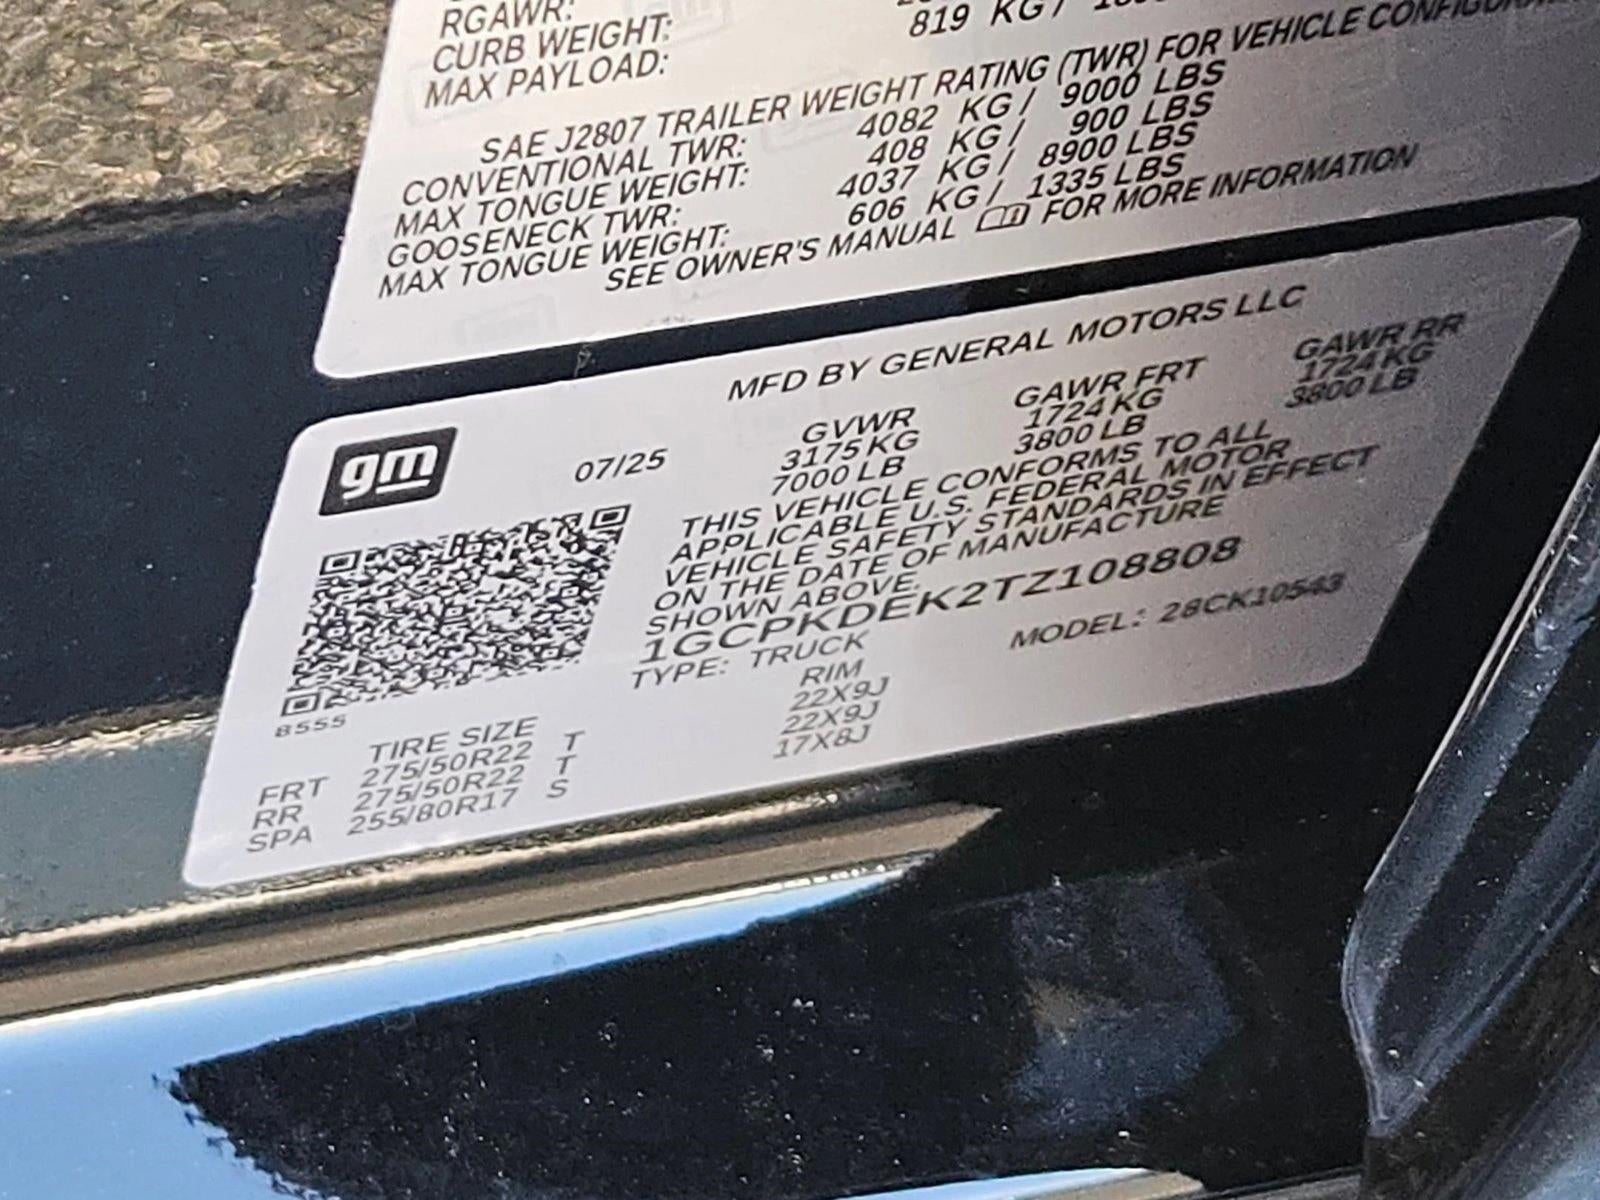 RGAWR:
CURB WEIGHT:
MAX PAYLOAD: 819 KG /
SAE J2807 TRAILER WEIGHT RATING (TWR) FOR VEHICLE
CONVENTIONAL TWR: 4082 KG / 9000 LBS
MAX TONGUE WEIGHT: 408 KG / 900 LBS
GOOSENECK TWR: 4037 KG / 8900 LBS
MAX TONGUE WEIGHT: 606 KG / 1335 LBS
SEE OWNER'S MANUAL FOR MORE INFORMATION
MFD BY GENERAL MOTORS LLC
gm
07/25
GVWR GAWR FRT GAWR RR
3175 KG 1724 KG 1724 KG
7000 LB 3800 LB 3800 LB
THIS VEHICLE CONFORMS TO ALL
APPLICABLE U.S. FEDERAL MOTOR
VEHICLE SAFETY STANDARDS IN EFFECT
ON THE DATE OF MANUFACTURE
SHOWN ABOVE.
1GCPKDEK2TZ108808
TYPE: TRUCK MODEL: 28CK10543
8555
TIRE SIZE RIM
FRT 275/50R22 T 22X9J
RR 275/50R22 T 22X9J
SPA 255/80R17 S 17X8J